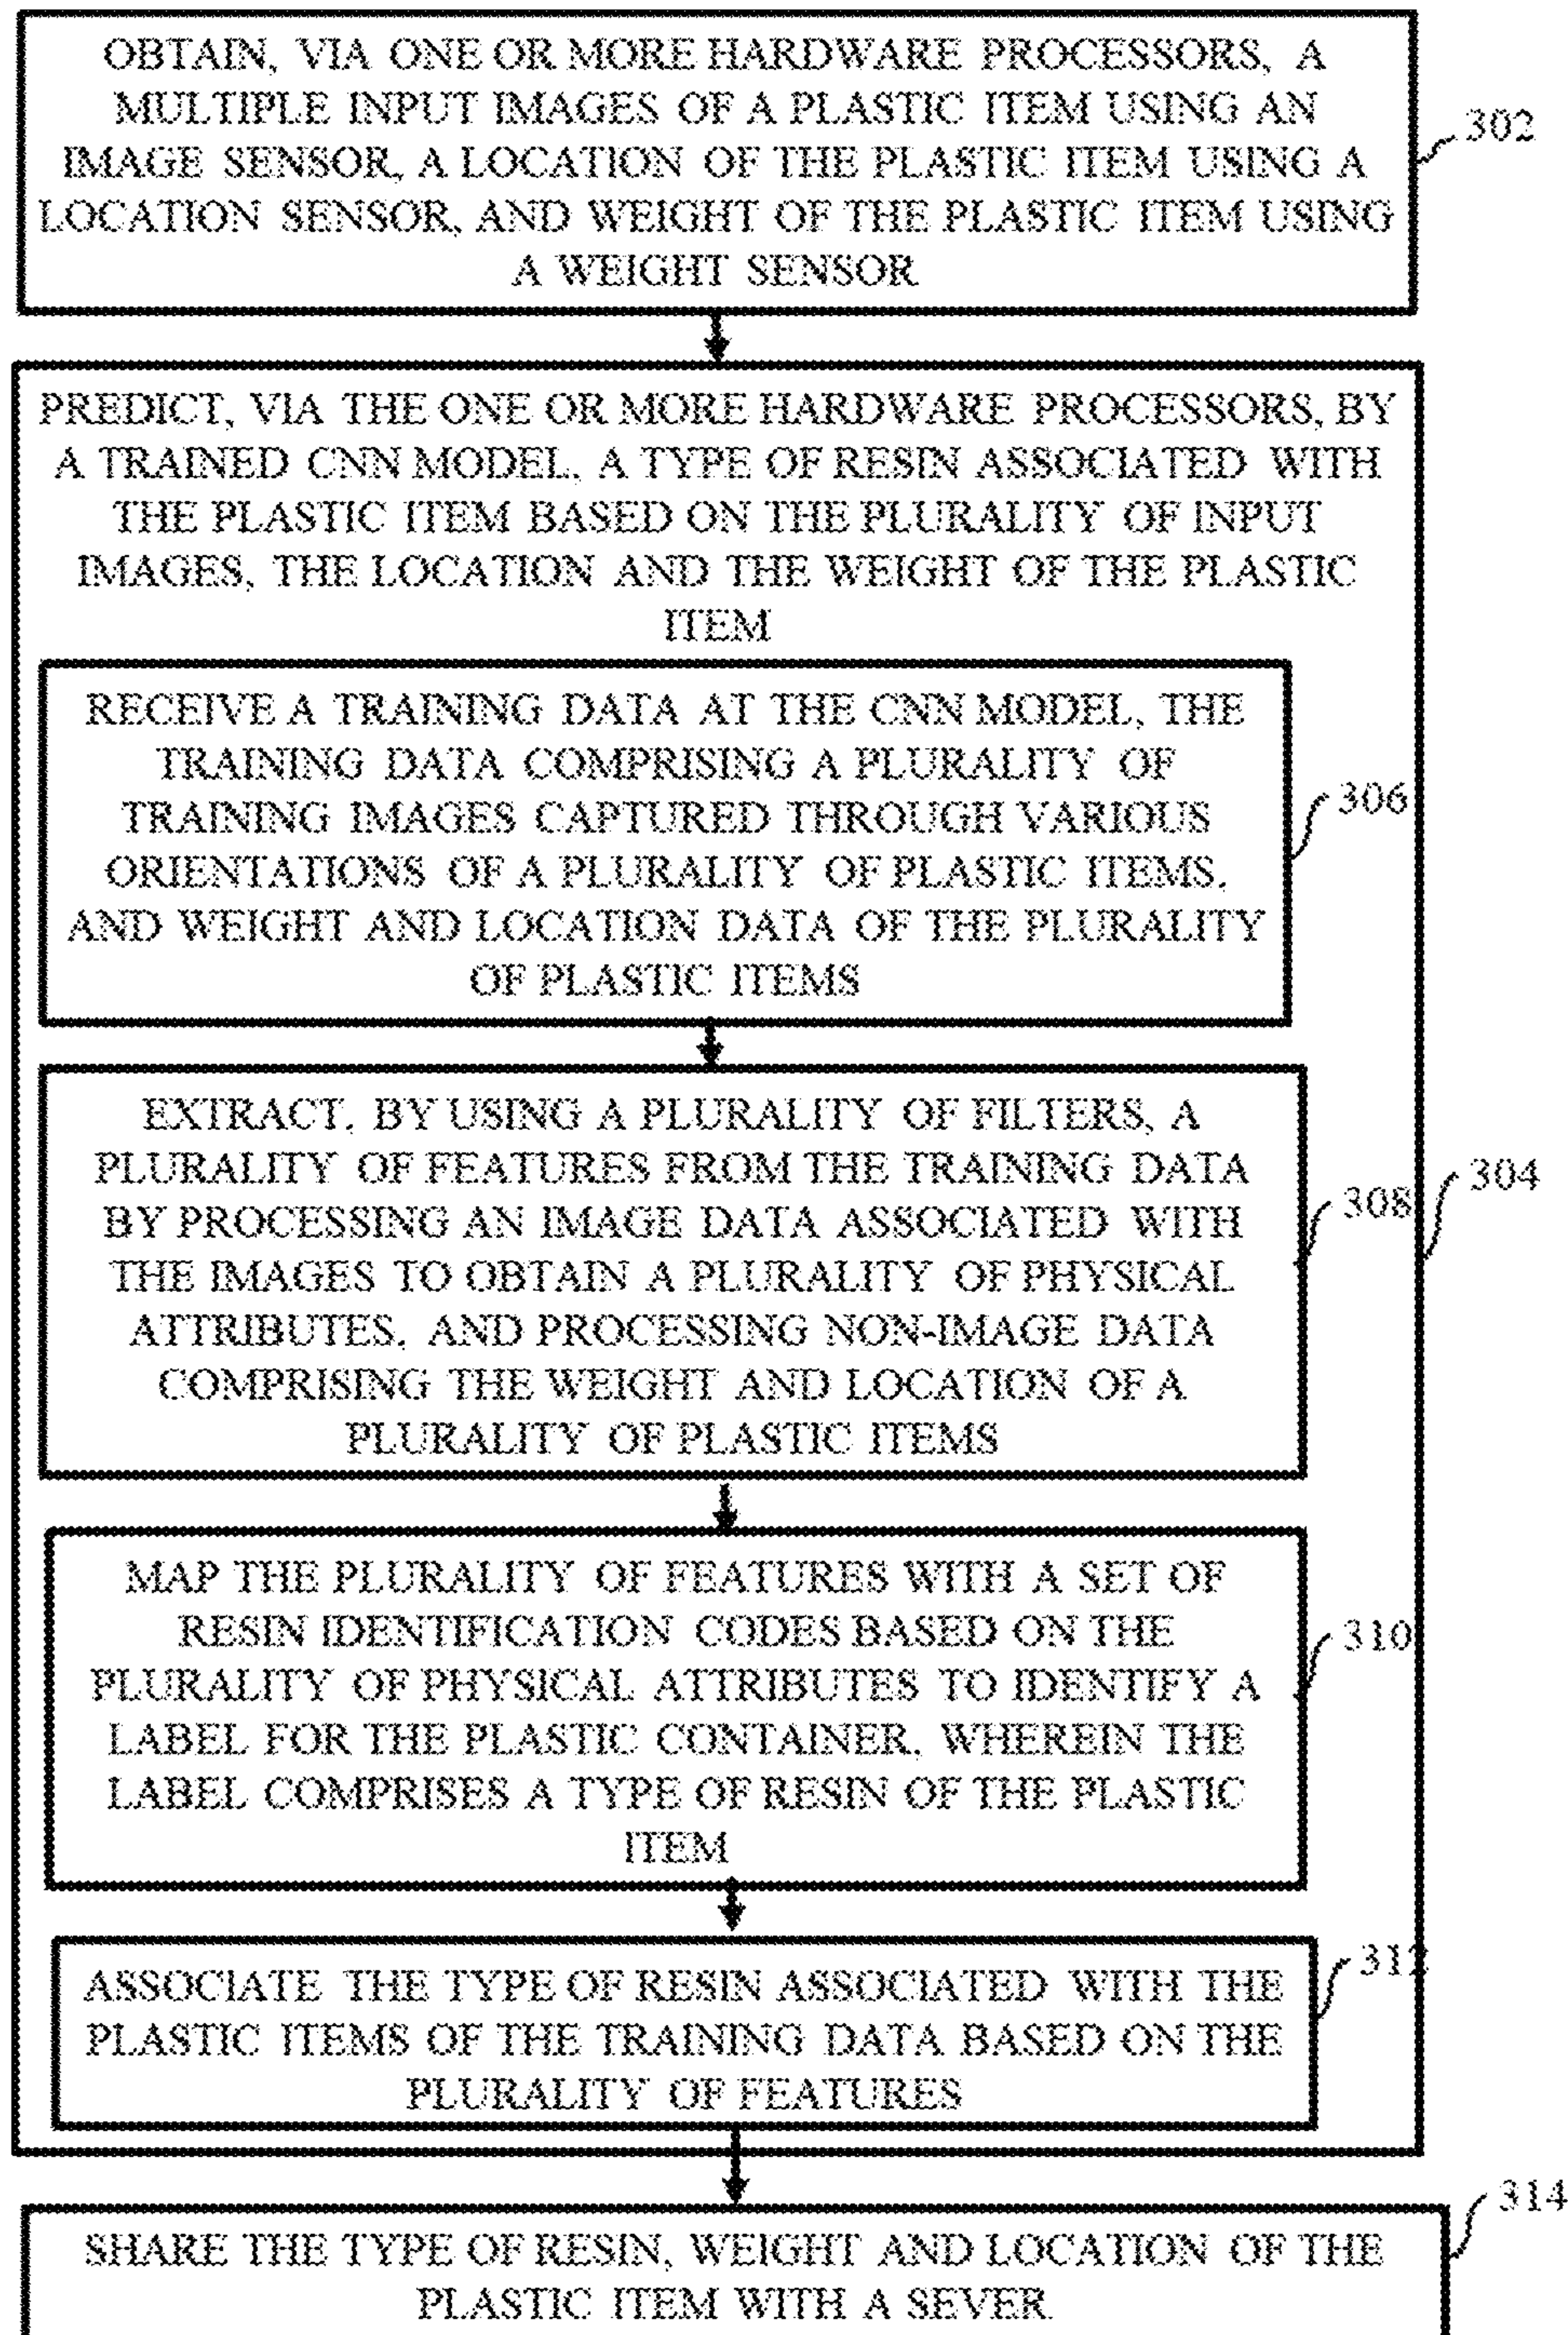 OBTAIN, VIA ONE OR MORE HARDWARE PROCESSORS, A
MULTIPLE INPUT IMAGES OF A PLASTIC ITEM USING AN
IMAGE SENSOR, A LOCATION OF THE PLASTIC ITEM USING A
LOCATION SENSOR, AND WEIGHT OF THE PLASTIC ITEM USING
A WEIGHT SENSOR
302
PREDICT, VIA THE ONE OR MORE HARDWARE PROCESSORS, BY
A TRAINED CNN MODEL, A TYPE OF RESIN ASSOCIATED WITH
THE PLASTIC ITEM BASED ON THE PLURALITY OF INPUT
IMAGES, THE LOCATION AND THE WEIGHT OF THE PLASTIC
ITEM
RECEIVE A TRAINING DATA AT THE CNN MODEL, THE
TRAINING DATA COMPRISING A PLURALITY OF
TRAINING IMAGES CAPTURED THROUGH VARIOUS
ORIENTATIONS OF A PLURALITY OF PLASTIC ITEMS,
AND WEIGHT AND LOCATION DATA OF THE PLURALITY
OF PLASTIC ITEMS
306
EXTRACT, BY USING A PLURALITY OF FILTERS, A
PLURALITY OF FEATURES FROM THE TRAINING DATA
BY PROCESSING AN IMAGE DATA ASSOCIATED WITH
THE IMAGES TO OBTAIN A PLURALITY OF PHYSICAL
ATTRIBUTES, AND PROCESSING NON-IMAGE DATA
COMPRISING THE WEIGHT AND LOCATION OF A
PLURALITY OF PLASTIC ITEMS
308
304
MAP THE PLURALITY OF FEATURES WITH A SET OF
RESIN IDENTIFICATION CODES BASED ON THE
PLURALITY OF PHYSICAL ATTRIBUTES TO IDENTIFY A
LABEL FOR THE PLASTIC CONTAINER, WHEREIN THE
LABEL COMPRISES A TYPE OF RESIN OF THE PLASTIC
ITEM
310
ASSOCIATE THE TYPE OF RESIN ASSOCIATED WITH THE
PLASTIC ITEMS OF THE TRAINING DATA BASED ON THE
PLURALITY OF FEATURES
312
SHARE THE TYPE OF RESIN, WEIGHT AND LOCATION OF THE
PLASTIC ITEM WITH A SEVER
314